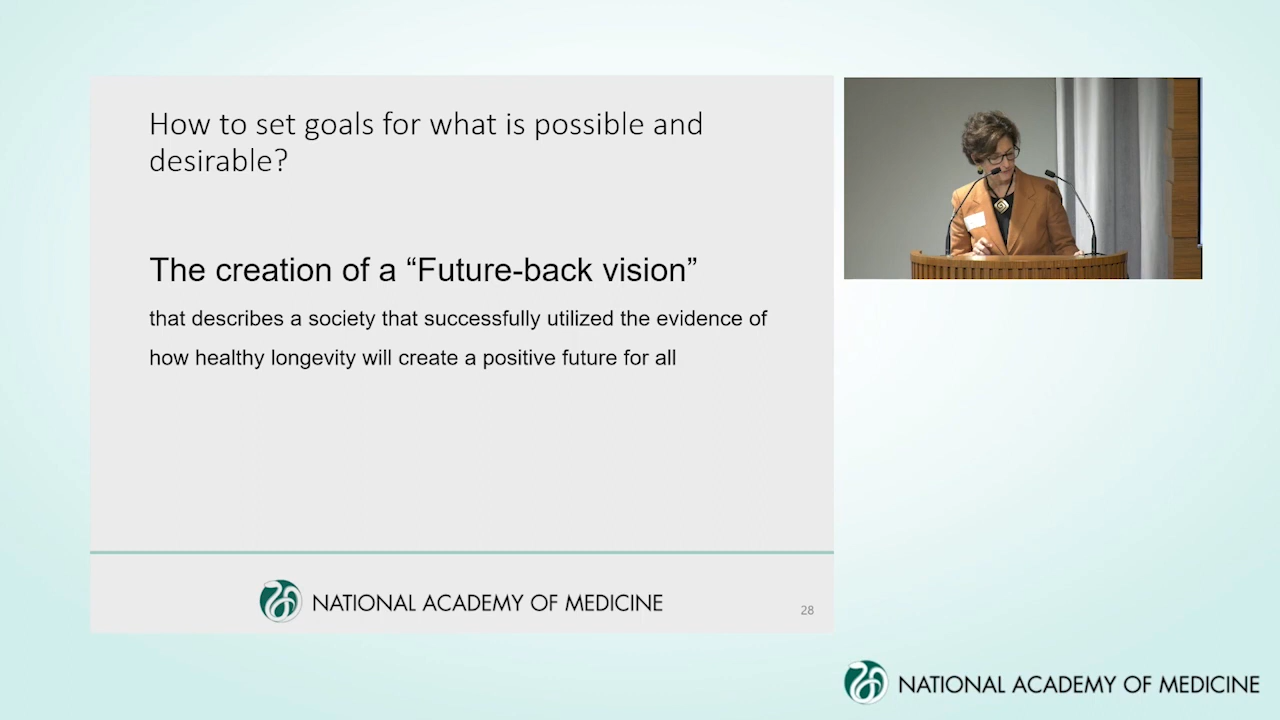 How to set goals for what is possible and
desirable?
The creation of a “Future-back vision”
that describes a society that successfully utilized the evidence of
how healthy longevity will create a positive future for all
NATIONAL ACADEMY OF MEDICINE
28
NATIONAL ACADEMY OF MEDICINE